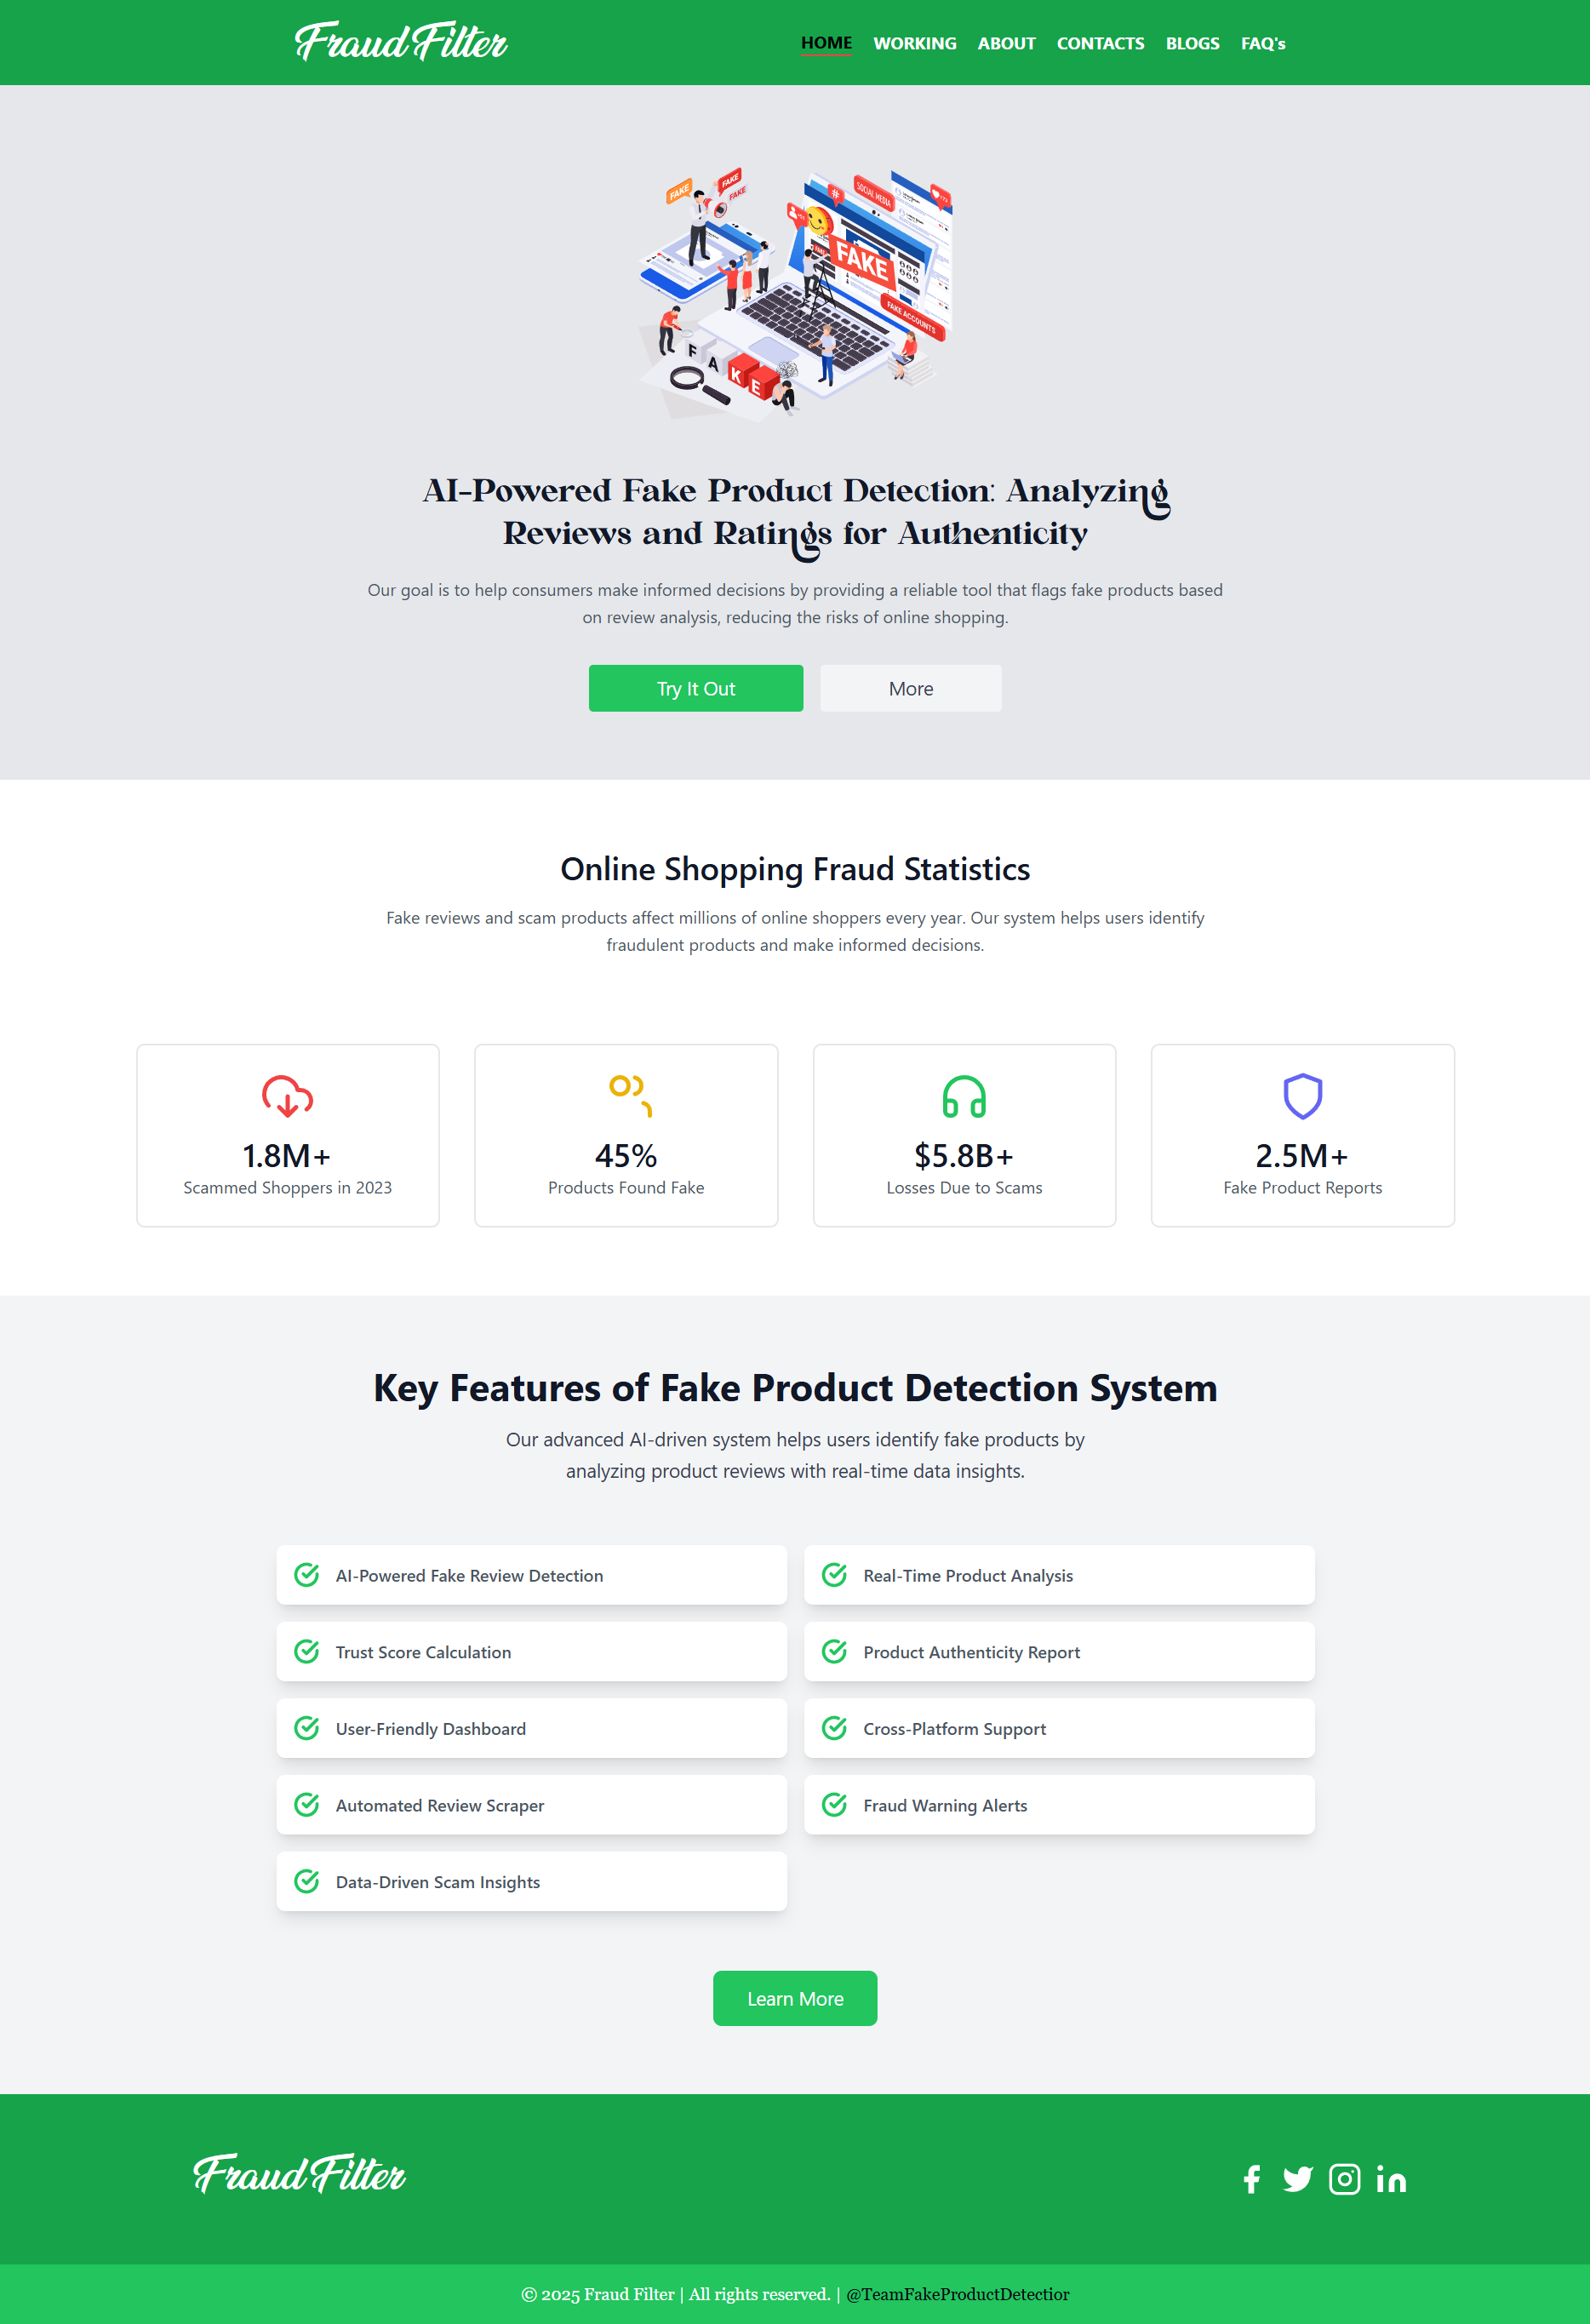 Fraud Filter
HOME WORKING ABOUT CONTACTS BLOGS FAQ's
FAKE
FAKE
FAKE
#
SOCIAL MEDIA
FAKE
FAKE ACCOUNTS
F A K E
AI-Powered Fake Product Detection: Analyzing
Reviews and Ratings for Authenticity
Our goal is to help consumers make informed decisions by providing a reliable tool that flags fake products based
on review analysis, reducing the risks of online shopping.
Try It Out
More
Online Shopping Fraud Statistics
Fake reviews and scam products affect millions of online shoppers every year. Our system helps users identify
fraudulent products and make informed decisions.
1.8M+
Scammed Shoppers in 2023
45%
Products Found Fake
$5.8B+
Losses Due to Scams
2.5M+
Fake Product Reports
Key Features of Fake Product Detection System
Our advanced AI-driven system helps users identify fake products by
analyzing product reviews with real-time data insights.
AI-Powered Fake Review Detection
Real-Time Product Analysis
Trust Score Calculation
Product Authenticity Report
User-Friendly Dashboard
Cross-Platform Support
Automated Review Scraper
Fraud Warning Alerts
Data-Driven Scam Insights
Learn More
Fraud Filter
© 2025 Fraud Filter | All rights reserved. | @TeamFakeProductDetectior